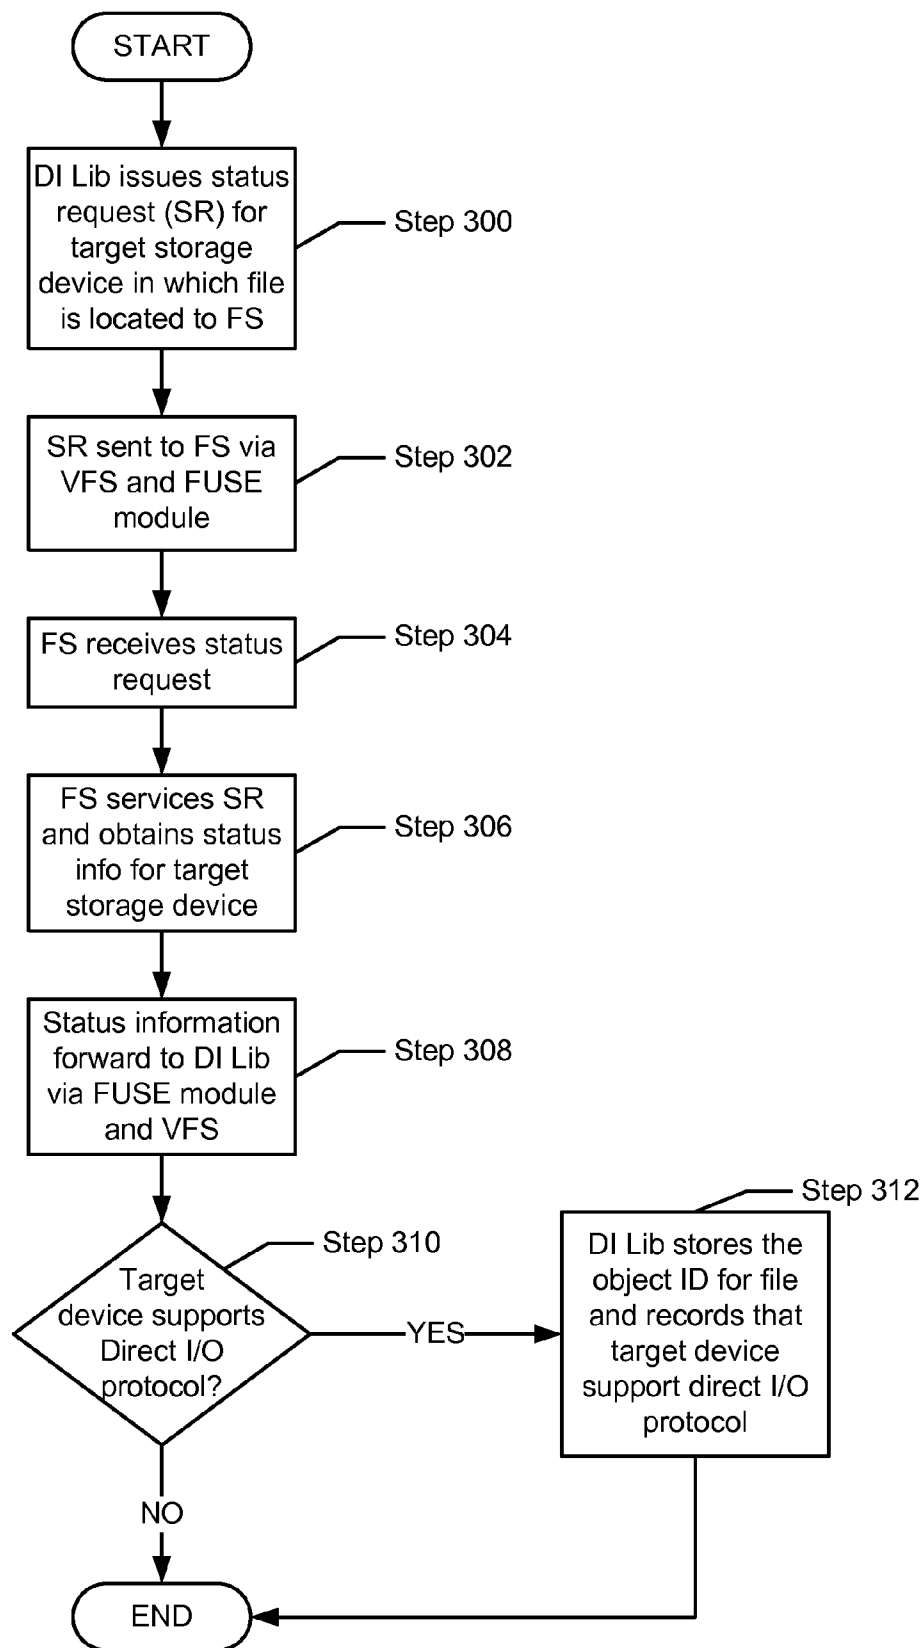 START
DI Lib issues status
request (SR) for
target storage
device in which file
is located to FS
Step 300
SR sent to FS via
VFS and FUSE
module
Step 302
FS receives status
request
Step 304
FS services SR
and obtains status
info for target
storage device
Step 306
Status information
forward to DI Lib
via FUSE module
and VFS
Step 308
Target
device supports
Direct I/O
protocol?
Step 310
YES
DI Lib stores the
object ID for file
and records that
target device
support direct I/O
protocol
Step 312
NO
END